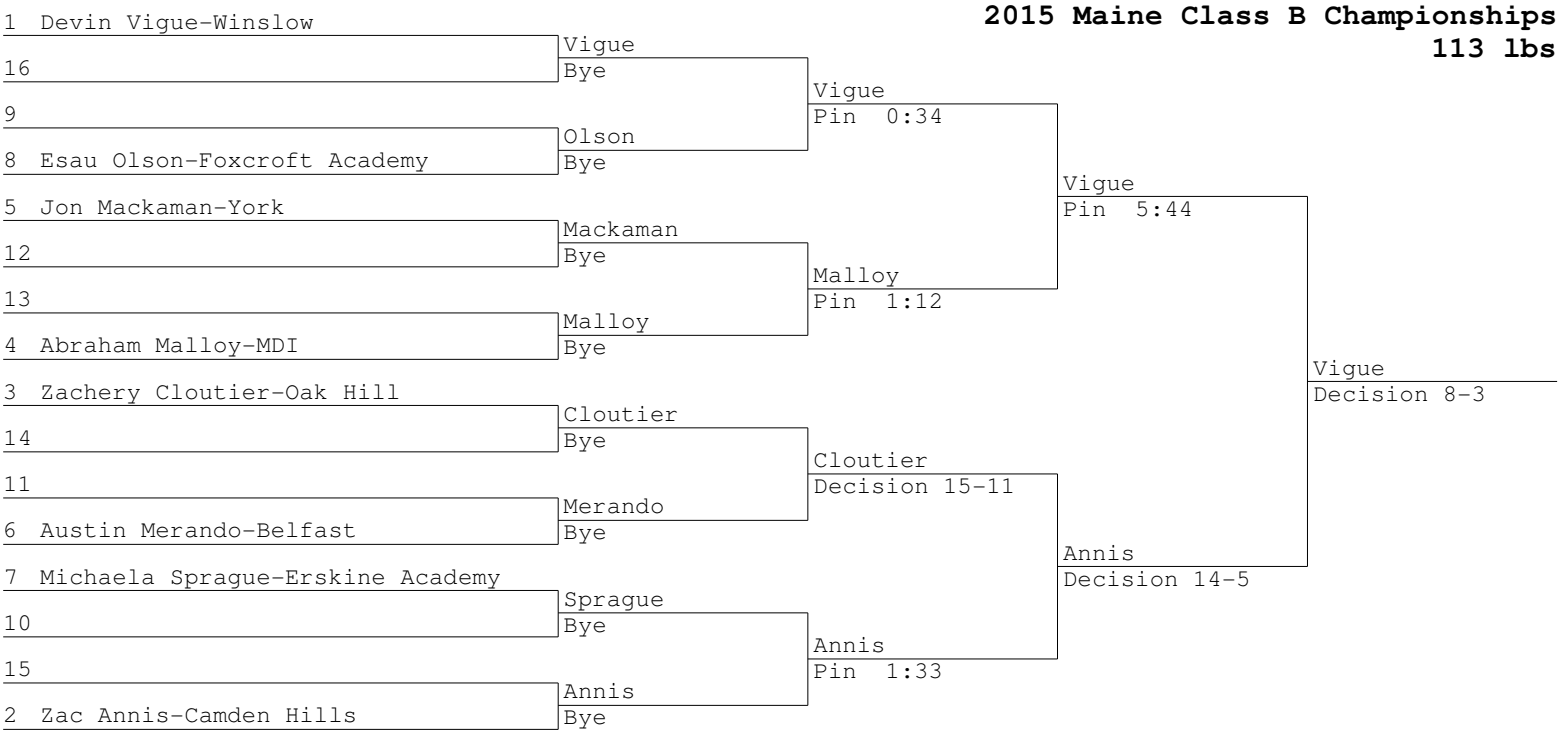 2015 Maine Class B Championships
113 lbs
1 Devin Vigue-Winslow
16
9
8 Esau Olson-Foxcroft Academy
5 Jon Mackaman-York
12
13
4 Abraham Malloy-MDI
3 Zachery Cloutier-Oak Hill
14
11
6 Austin Merando-Belfast
7 Michaela Sprague-Erskine Academy
10
15
2 Zac Annis-Camden Hills
Vigue
Bye
Olson
Bye
Mackaman
Bye
Malloy
Bye
Cloutier
Bye
Merando
Bye
Sprague
Bye
Annis
Bye
Vigue
Pin 0:34
Malloy
Pin 1:12
Cloutier
Decision 15-11
Annis
Pin 1:33
Vigue
Pin 5:44
Annis
Decision 14-5
Vigue
Decision 8-3